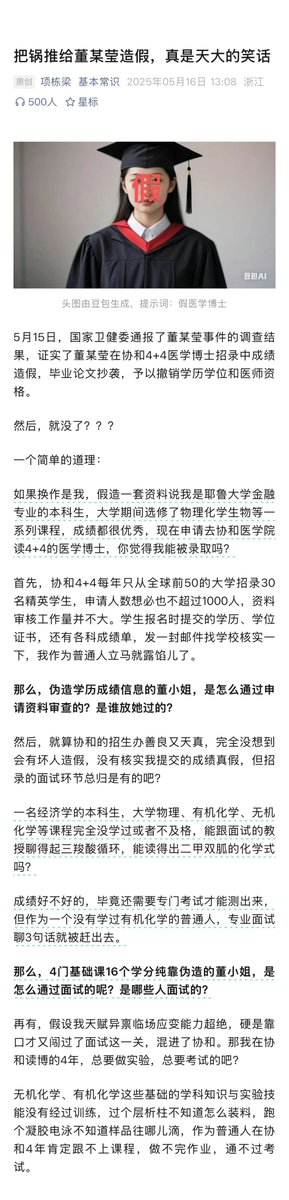 把锅推给董某莹造假，真是天大的笑话
原创 项栋梁 基本常识 2025年05月16日 13:08 浙江
500人 星标
假
豆包AI
头图由豆包生成，提示词：假医学博士
5月15日，国家卫健委通报了董某莹事件的调查结
果，证实了董某莹在协和4+4医学博士招录中成绩
造假，毕业论文抄袭，予以撤销学历学位和医师资
格。
然后，就没了？？？
一个简单的道理：
如果换作是我，假造一套资料说我是耶鲁大学金融
专业的本科生，大学期间选修了物理化学生物等一
系列课程，成绩都很优秀，现在申请去协和医学院
读4+4的医学博士，你觉得我能被录取吗？
首先，协和4+4每年只从全球前50的大学招录30
名精英学生，申请人数想必也不超过1000人，资料
审核工作量并不大。学生报名时提交的学历、学位
证书，还有各科成绩单，发一封邮件找学校核实一
下，我作为普通人立马就露馅儿了。
那么，伪造学历成绩信息的董小姐，是怎么通过申
请资料审查的？是谁放她过的？
然后，就算协和的招生办善良又天真，完全没想到
会有坏人造假，没有核实我提交的成绩真假，但招
录的面试环节总归是有的吧？
一名经济学的本科生，大学物理、有机化学、无机
化学等课程完全没学过或者不及格，能跟面试的教
授聊得起三羧酸循环，能读得出二甲双胍的化学式
吗？
成绩好不好的，毕竟还需要专门考试才能测出来，
但作为一个没有学过有机化学的普通人，专业面试
聊3句话就被赶出去。
那么，4门基础课16个学分纯靠伪造的董小姐，是
怎么通过面试的呢？是哪些人面试的？
再有，假设我天赋异禀临场应变能力超绝，硬是靠
口才又闯过了面试这一关，混进了协和。那我在协
和读博的4年，总要做实验，总要考试的吧？
无机化学、有机化学这些基础的学科知识与实验技
能没有经过训练，过个层析柱不知道怎么装料，跑
个凝胶电泳不知道样品往哪儿滴，作为普通人在协
和4年肯定跟不上课程，做不完作业，通不过考
试。